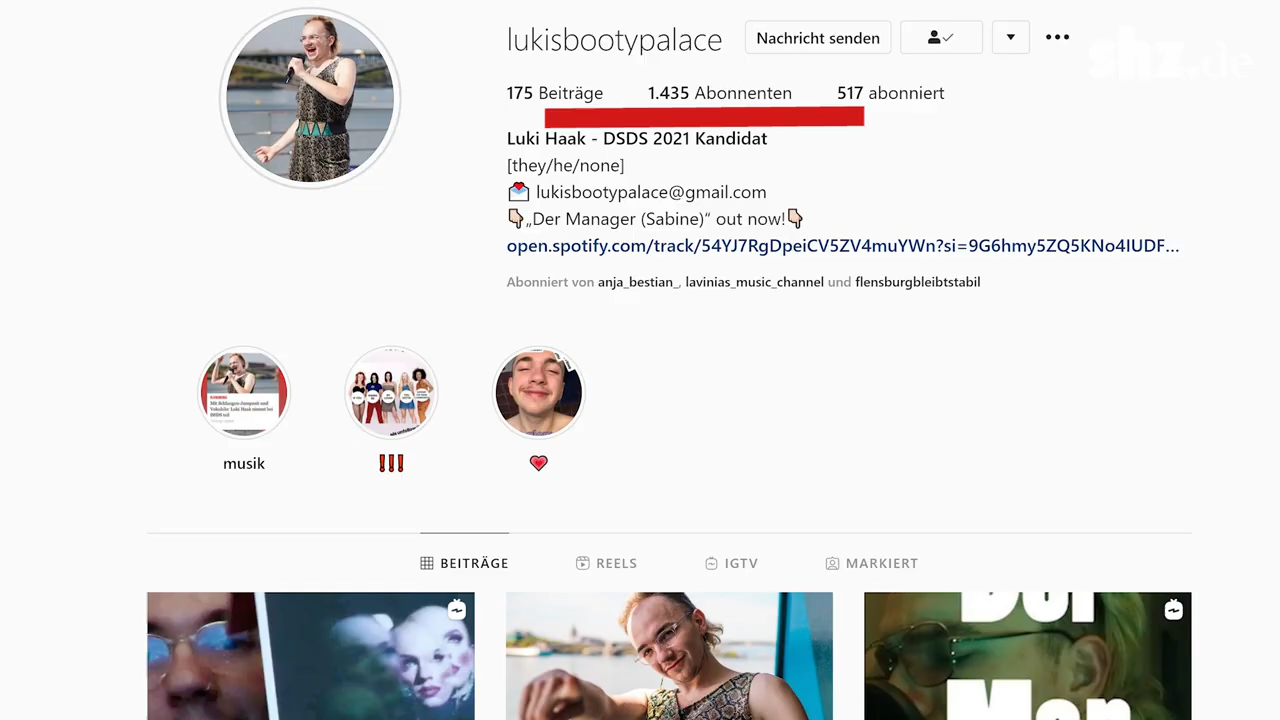 lukisbootypalace
Nachricht senden
shz.de
175 Beiträge
1.435 Abonnenten
517 abonniert
Luki Haak - DSDS 2021 Kandidat
[they/he/none]
lukisbootypalace@gmail.com
„Der Manager (Sabine)“ out now!
open.spotify.com/track/54YJ7RgDpeiCV5ZV4muYWn?si=9G6hmy5ZQ5KNo4IUDF...
Abonniert von anja_bestian_, lavinias_music_channel und flensburgbleibtstabil
musik
!!!
BEITRÄGE
REELS
IGTV
MARKIERT
Der